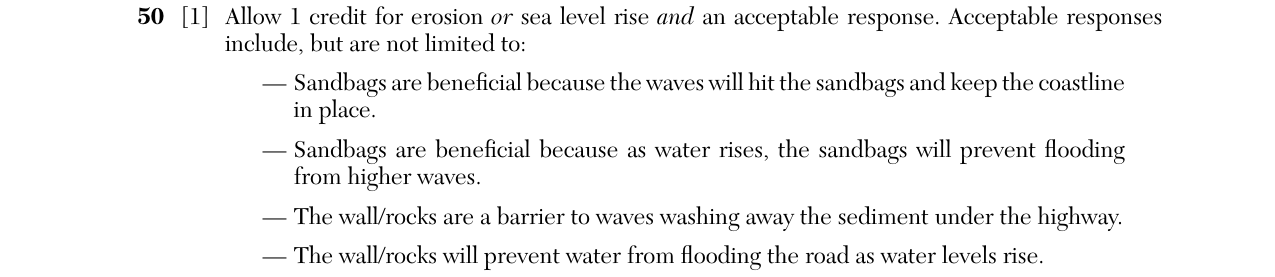 50 [1] Allow 1 credit for erosion or sea level rise and an acceptable response. Acceptable responses
include, but are not limited to:
— Sandbags are beneficial because the waves will hit the sandbags and keep the coastline
in place.
— Sandbags are beneficial because as water rises, the sandbags will prevent flooding
from higher waves.
— The wall/rocks are a barrier to waves washing away the sediment under the highway.
— The wall/rocks will prevent water from flooding the road as water levels rise.